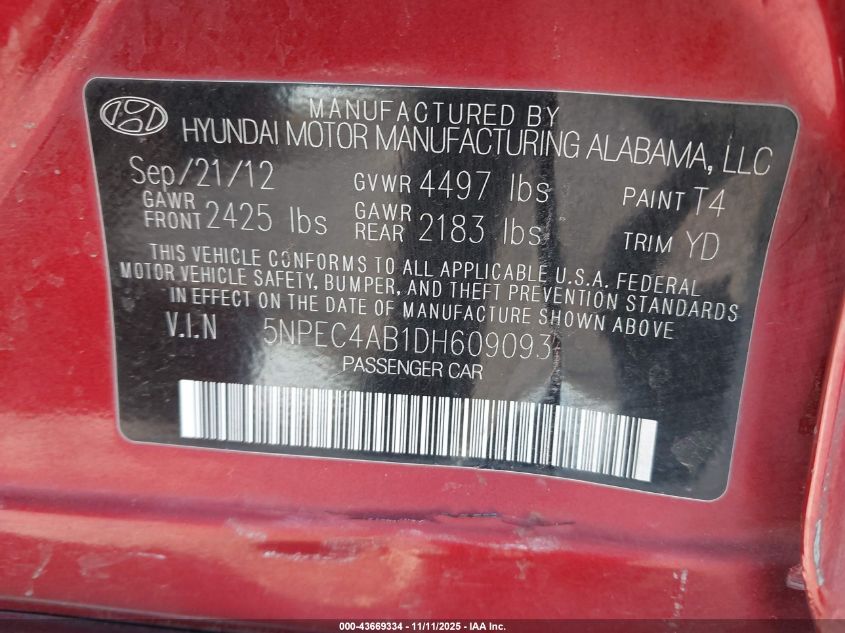 MANUFACTURED BY
HYUNDAI MOTOR MANUFACTURING ALABAMA, LLC
Sep/21/12 GVWR 4497 lbs PAINT T4
GAWR FRONT 2425 lbs GAWR REAR 2183 lbs TRIM YD
THIS VEHICLE CONFORMS TO ALL APPLICABLE U.S.A. FEDERAL
MOTOR VEHICLE SAFETY, BUMPER, AND THEFT PREVENTION STANDARDS
IN EFFECT ON THE DATE OF MANUFACTURE SHOWN ABOVE
V.I.N 5NPEC4AB1DH609093
PASSENGER CAR
000-43669334 - 11/11/2025 - IAA Inc.